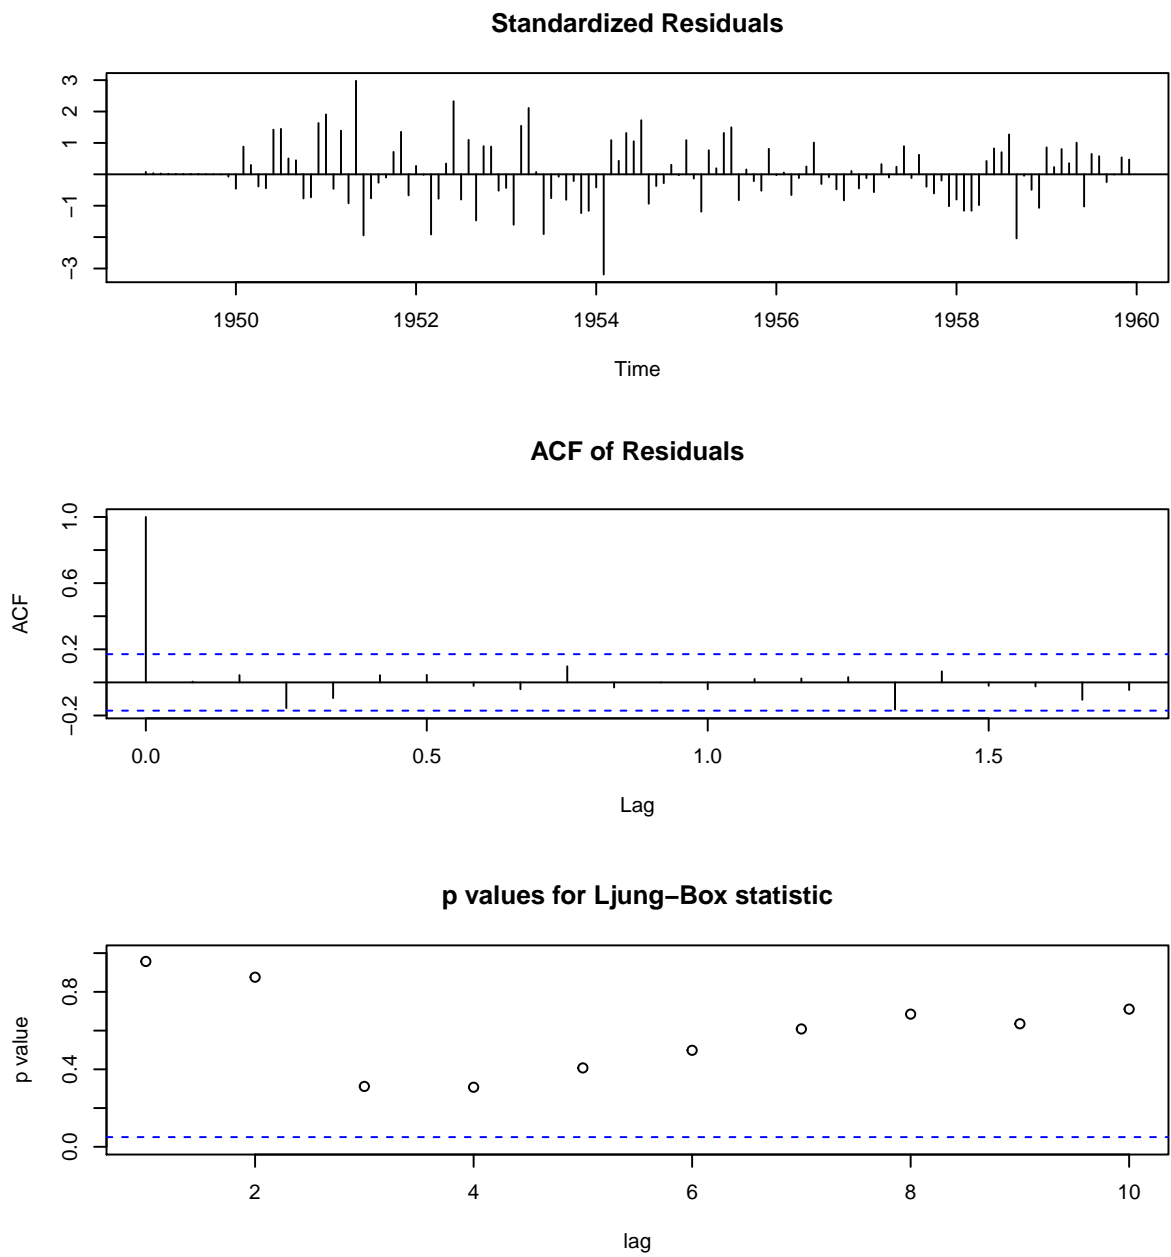 Standardized Residuals
3
2
1
−1
−3
1950 1952 1954 1956 1958 1960
Time
ACF of Residuals
1.0
0.6
0.2
−0.2
ACF
0.0 0.5 1.0 1.5
Lag
p values for Ljung−Box statistic
0.8
0.4
0.0
p value
2 4 6 8 10
lag